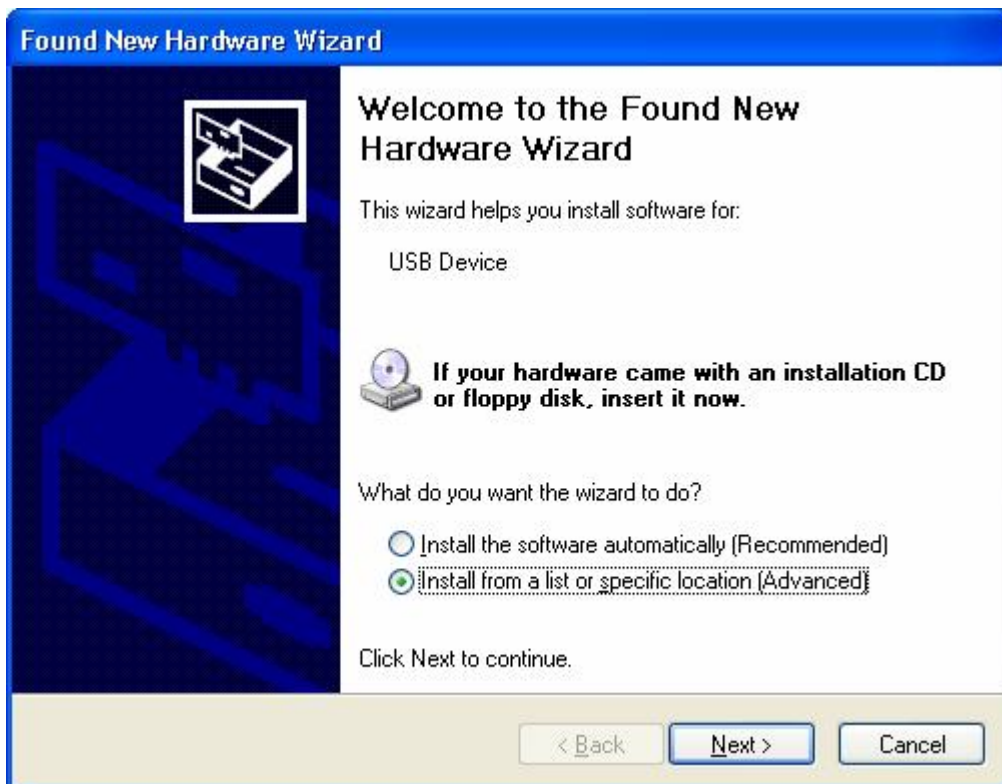 Found New Hardware Wizard
Welcome to the Found New
Hardware Wizard
This wizard helps you install software for:
USB Device
If your hardware came with an installation CD
or floppy disk, insert it now.
What do you want the wizard to do?
Install the software automatically (Recommended)
Install from a list or specific location (Advanced)
Click Next to continue.
< Back Next > Cancel